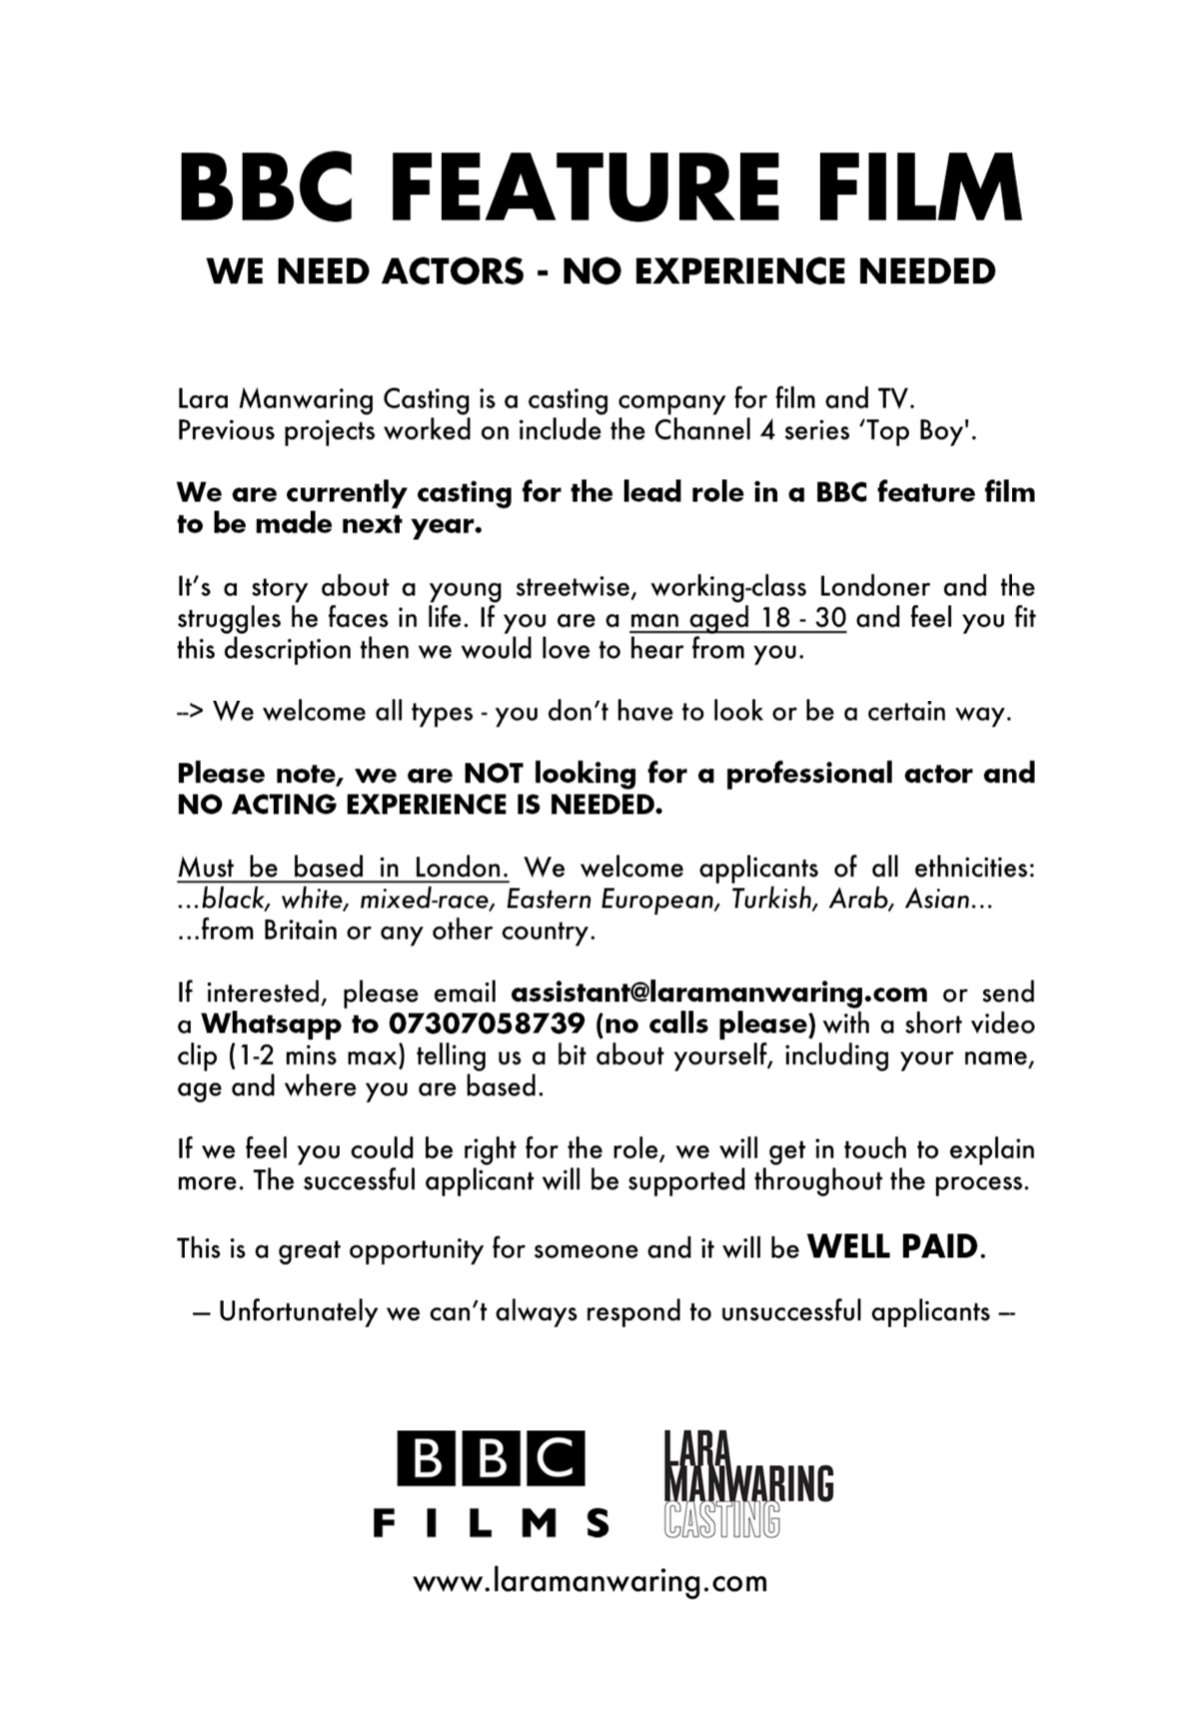 BBC FEATURE FILM
WE NEED ACTORS - NO EXPERIENCE NEEDED
Lara Manwaring Casting is a casting company for film and TV.
Previous projects worked on include the Channel 4 series ‘Top Boy'.
We are currently casting for the lead role in a BBC feature film
to be made next year.
It’s a story about a young streetwise, working-class Londoner and the
struggles he faces in life. If you are a man aged 18 - 30 and feel you fit
this description then we would love to hear from you.
–> We welcome all types - you don’t have to look or be a certain way.
Please note, we are NOT looking for a professional actor and
NO ACTING EXPERIENCE IS NEEDED.
Must be based in London. We welcome applicants of all ethnicities:
...black, white, mixed-race, Eastern European, Turkish, Arab, Asian...
...from Britain or any other country.
If interested, please email assistant@laramanwaring.com or send
a Whatsapp to 07307058739 (no calls please) with a short video
clip (1-2 mins max) telling us a bit about yourself, including your name,
age and where you are based.
If we feel you could be right for the role, we will get in touch to explain
more. The successful applicant will be supported throughout the process.
This is a great opportunity for someone and it will be WELL PAID.
— Unfortunately we can’t always respond to unsuccessful applicants –-
BBC
FILMS
LARA
MANWARING
CASTING
www.laramanwaring.com